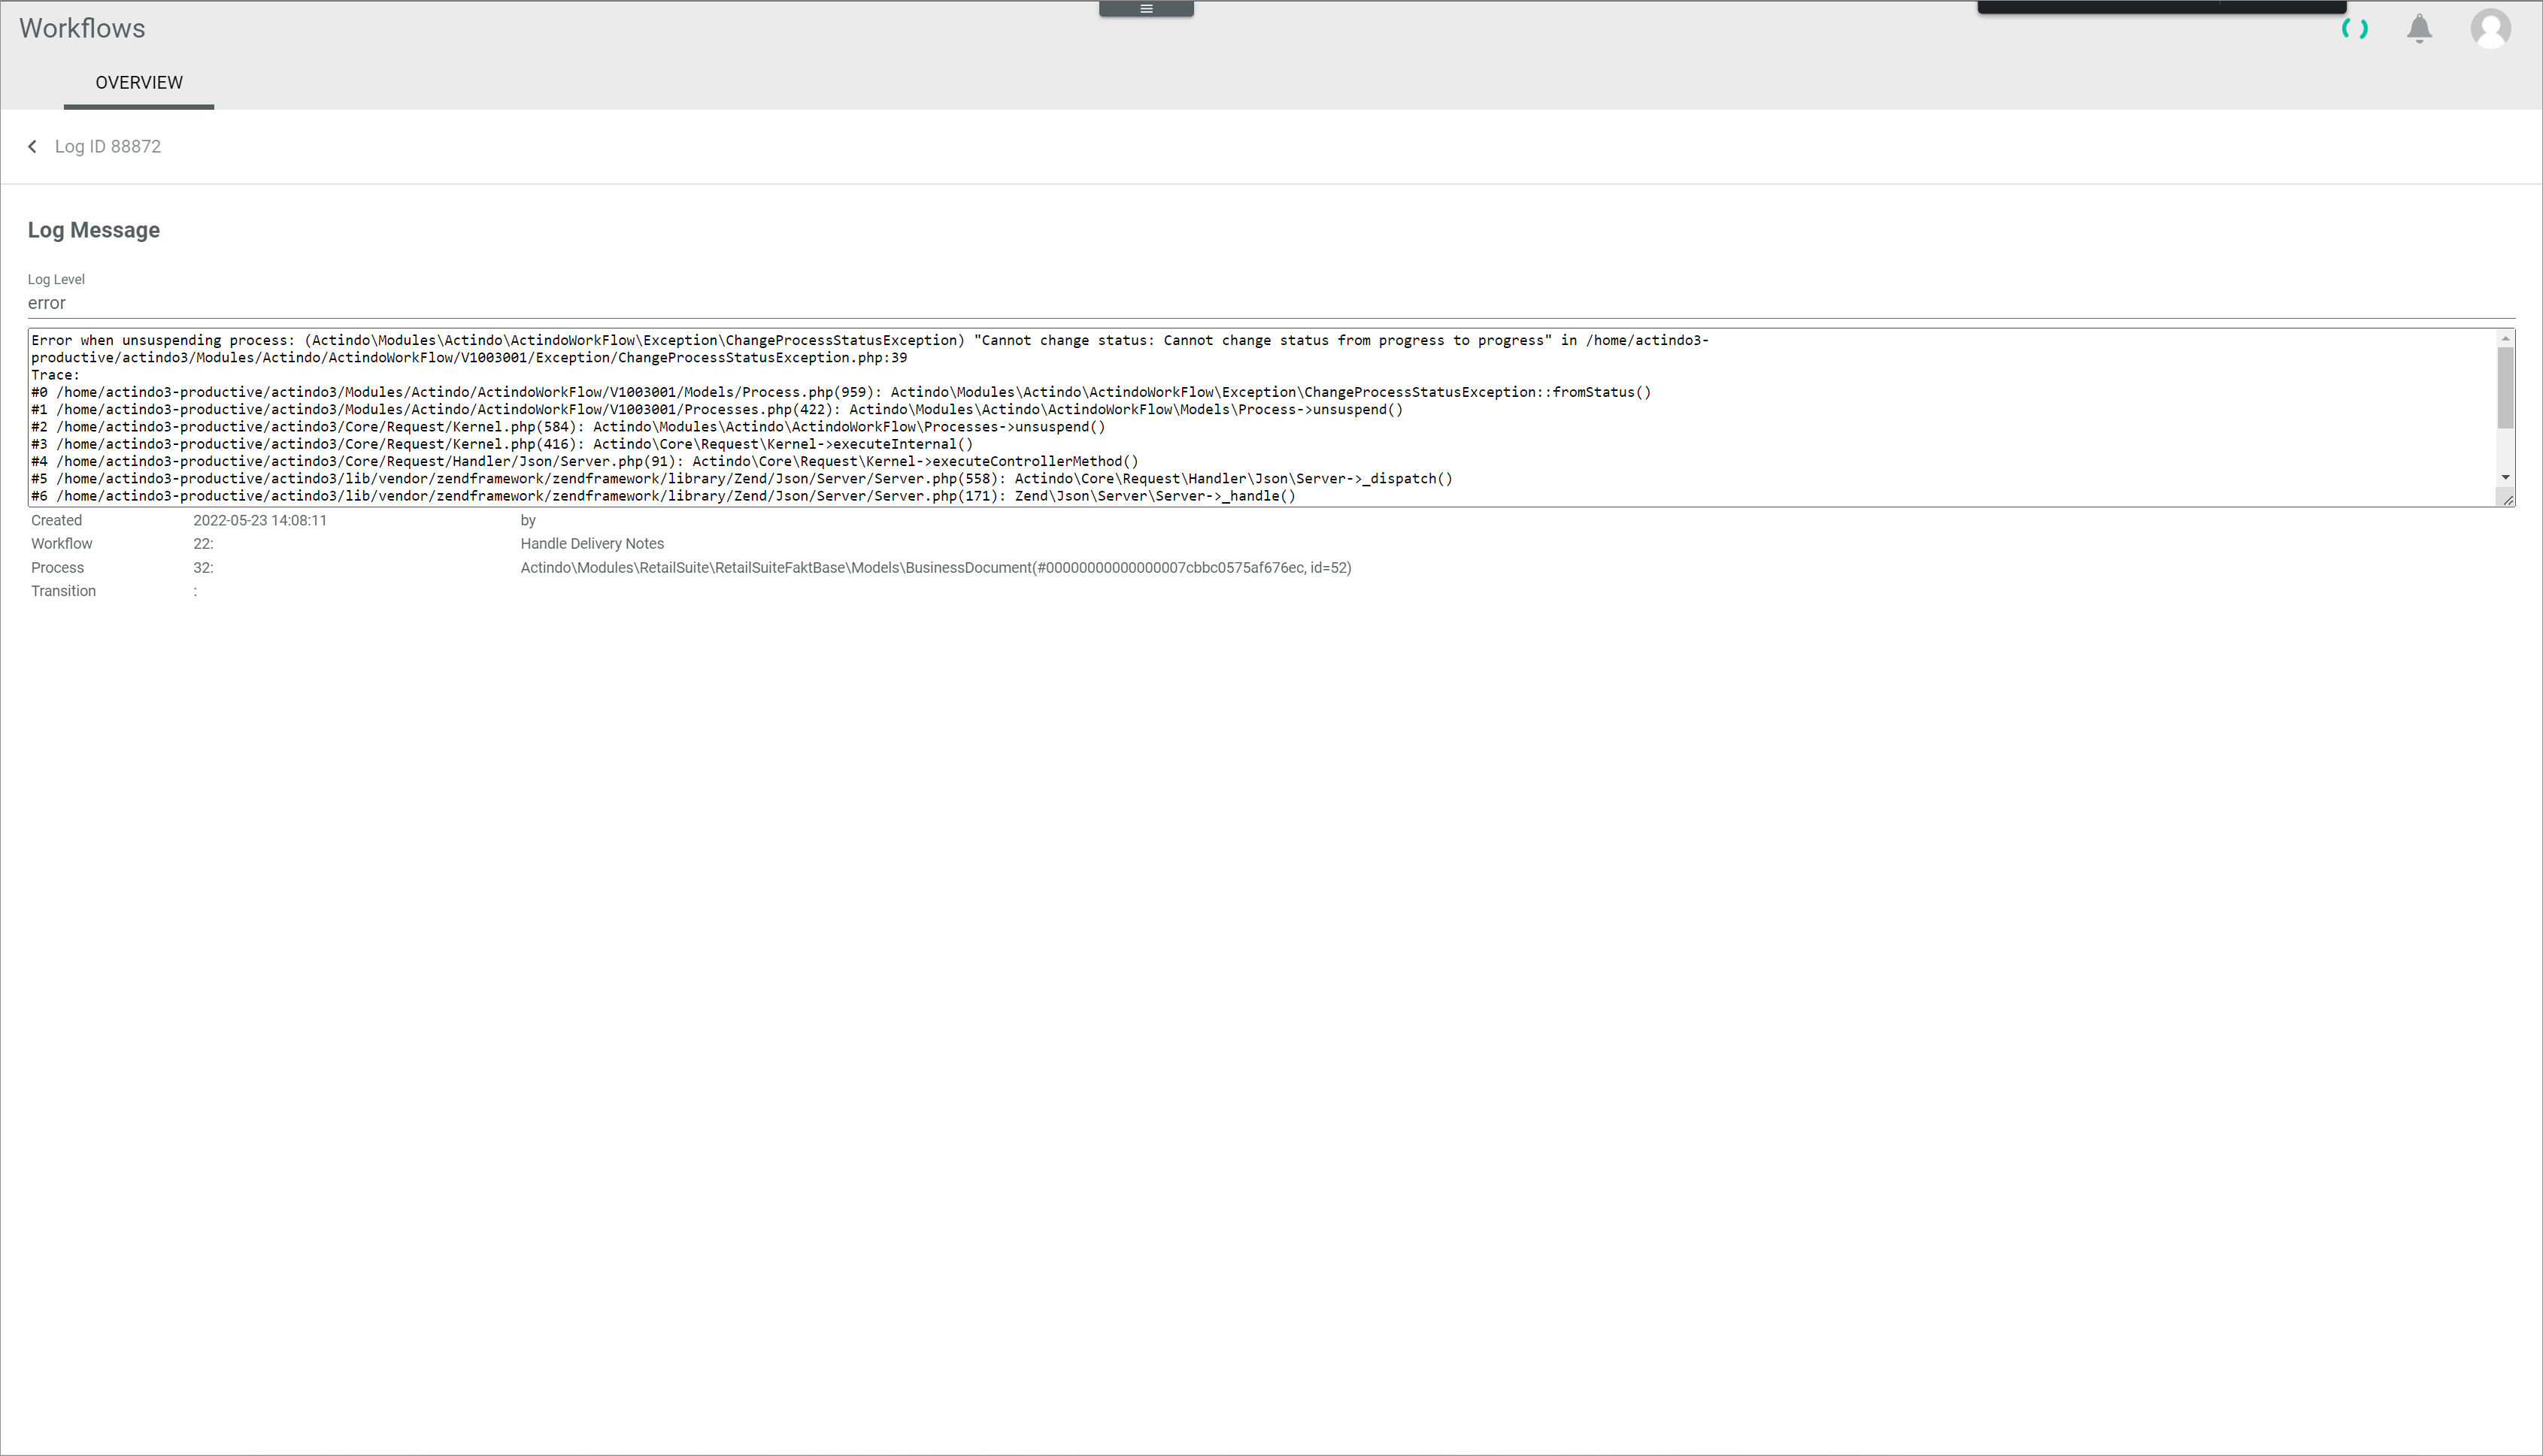 Workflows
OVERVIEW
Log ID 88872
Log Message
Log Level
error
Error when unsuspending process: (Actindo\Modules\Actindo\ActindoWorkFlow\Exception\ChangeProcessStatusException) "Cannot change status: Cannot change status from progress to progress" in /home/actindo3-
productive/actindo3/Modules/Actindo/ActindoWorkFlow/V1003001/Exception/ChangeProcessStatusException.php:39
Trace:
#0 /home/actindo3-productive/actindo3/Modules/Actindo/ActindoWorkFlow/V1003001/Models/Process.php(959): Actindo\Modules\Actindo\ActindoWorkFlow\Exception\ChangeProcessStatusException::fromStatus()
#1 /home/actindo3-productive/actindo3/Modules/Actindo/ActindoWorkFlow/V1003001/Processes.php(422): Actindo\Modules\Actindo\ActindoWorkFlow\Models\Process->unsuspend()
#2 /home/actindo3-productive/actindo3/Core/Request/Kernel.php(584): Actindo\Modules\Actindo\ActindoWorkFlow\Processes->unsuspend()
#3 /home/actindo3-productive/actindo3/Core/Request/Kernel.php(416): Actindo\Core\Request\Kernel->executeInternal()
#4 /home/actindo3-productive/actindo3/Core/Request/Handler/Json/Server.php(91): Actindo\Core\Request\Kernel->executeControllerMethod()
#5 /home/actindo3-productive/actindo3/lib/vendor/zendframework/zendframework/library/Zend/Json/Server/Server.php(558): Actindo\Core\Request\Handler\Json\Server->_dispatch()
#6 /home/actindo3-productive/actindo3/lib/vendor/zendframework/zendframework/library/Zend/Json/Server/Server.php(171): Zend\Json\Server\Server->_handle()
Created 2022-05-23 14:08:11 by
Workflow 22: Handle Delivery Notes
Process 32: Actindo\Modules\RetailSuite\RetailSuiteFaktBase\Models\BusinessDocument(#00000000000000007cbbc0575af676ec, id=52)
Transition :